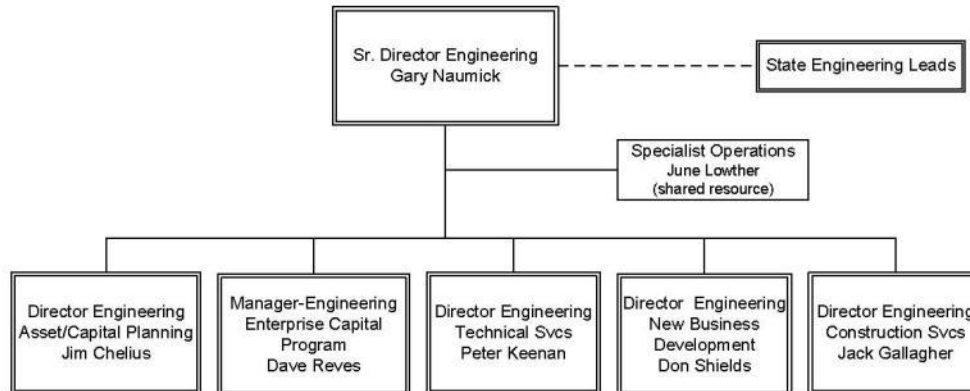 Sr. Director Engineering
Gary Naumick
State Engineering Leads
Specialist Operations
June Lowther
(shared resource)
Director Engineering
Asset/Capital Planning
Jim Chelius
Manager-Engineering
Enterprise Capital
Program
Dave Reves
Director Engineering
Technical Svcs
Peter Keenan
Director Engineering
New Business
Development
Don Shields
Director Engineering
Construction Svcs
Jack Gallagher